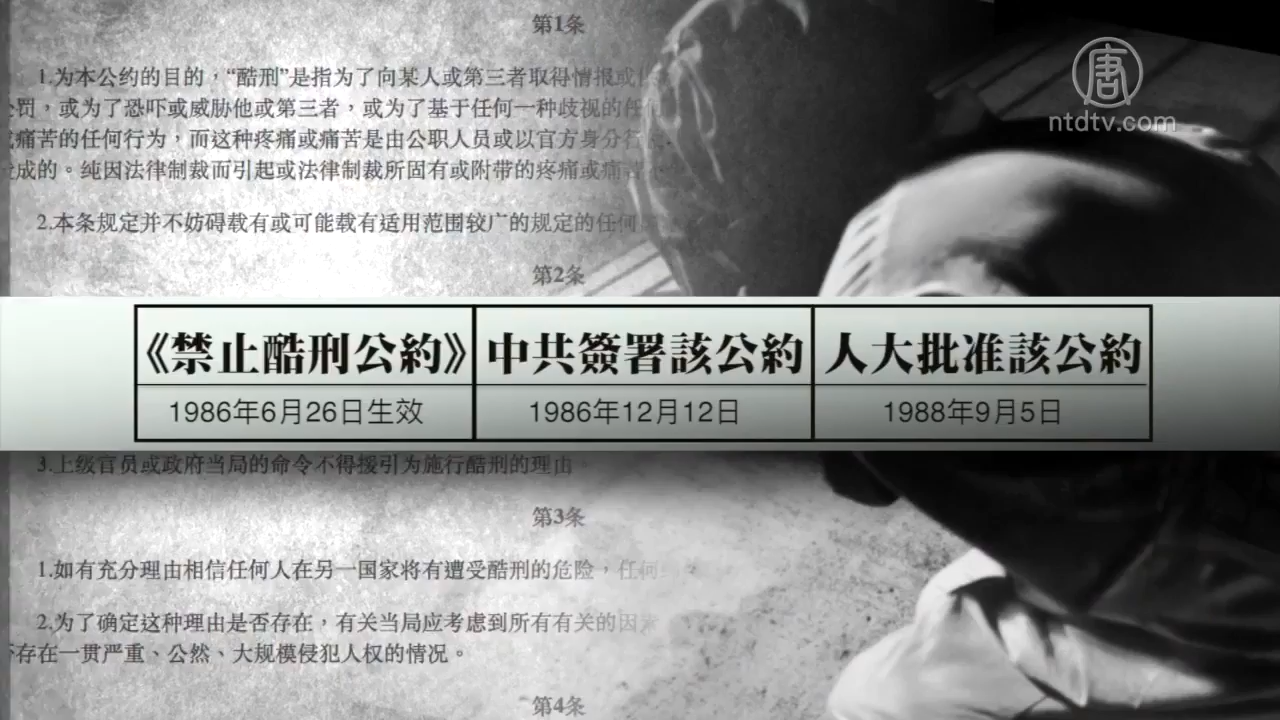 唐
ntdtv.com
第1条
1.为本公约的目的，“酷刑”是指为了向某人或第三者取得情报或
罚，或为了恐吓或威胁他或第三者，或为了基于任何一种歧视的任
痛苦的任何行为，而这种疼痛或痛苦是由公职人员或以官方身分行
成的。纯因法律制裁而引起或法律制裁所固有或附带的疼痛或痛
2.本条规定并不妨碍载有或可能载有适用范围较广的规定的任何
第2条
《禁止酷刑公約》 中共簽署該公約 人大批准該公約
1986年6月26日生效 1986年12月12日 1988年9月5日
3.上级官员或政府当局的命令不得援引为施行酷刑的理由。
第3条
1.如有充分理由相信任何人在另一国家将有遭受酷刑的危险，任何
2.为了确定这种理由是否存在，有关当局应考虑到所有有关的因
存在一贯严重、公然、大规模侵犯人权的情况。
第4条